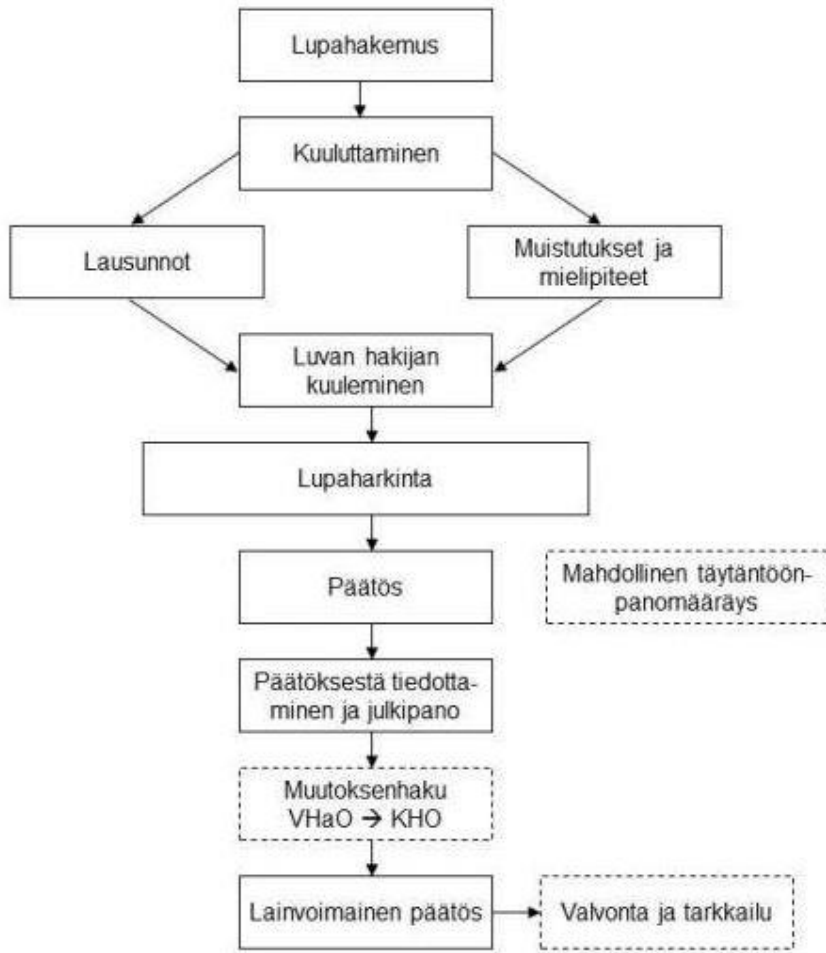 Lupahakemus
Kuuluttaminen
Lausunnot
Muistutukset ja
mielipiteet
Luvan hakijan
kuuleminen
Lupaharkinta
Päätös
Mahdollinen täytäntöön-
panomääräys
Päätöksestä tiedotta-
minen ja julkipano
Muutoksenhaku
VHaO → KHO
Lainvoimainen päätös
Valvonta ja tarkkailu